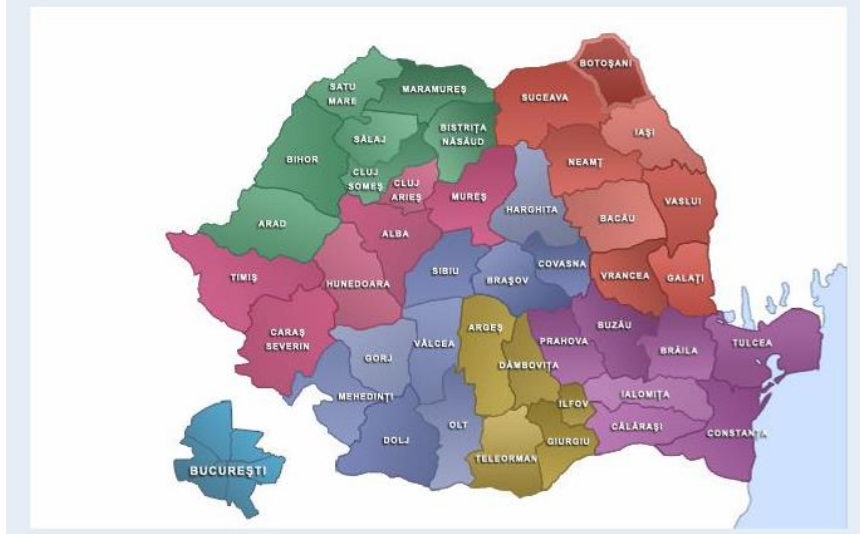 BOTOŞANI
SATU
MARE
MARAMUREŞ
SUCEAVA
IAŞI
BISTRIŢA
NĂSĂUD
SĂLAJ
BIHOR
NEAMŢ
CLUJ
SOMEŞ
CLUJ
ARIEŞ
MUREŞ
HARGHITA
VASLUI
BACĂU
ARAD
ALBA
TIMIŞ
HUNEDOARA
SIBIU
BRAŞOV
COVASNA
VRANCEA
GALAŢI
CARAŞ
SEVERIN
GORJ
VÂLCEA
ARGEŞ
PRAHOVA
BUZĂU
BRĂILA
TULCEA
DÂMBOVIŢA
MEHEDINŢI
ILFOV
IALOMIŢA
DOLJ
OLT
CĂLĂRAŞI
CONSTANŢA
GIURGIU
TELEORMAN
BUCUREŞTI